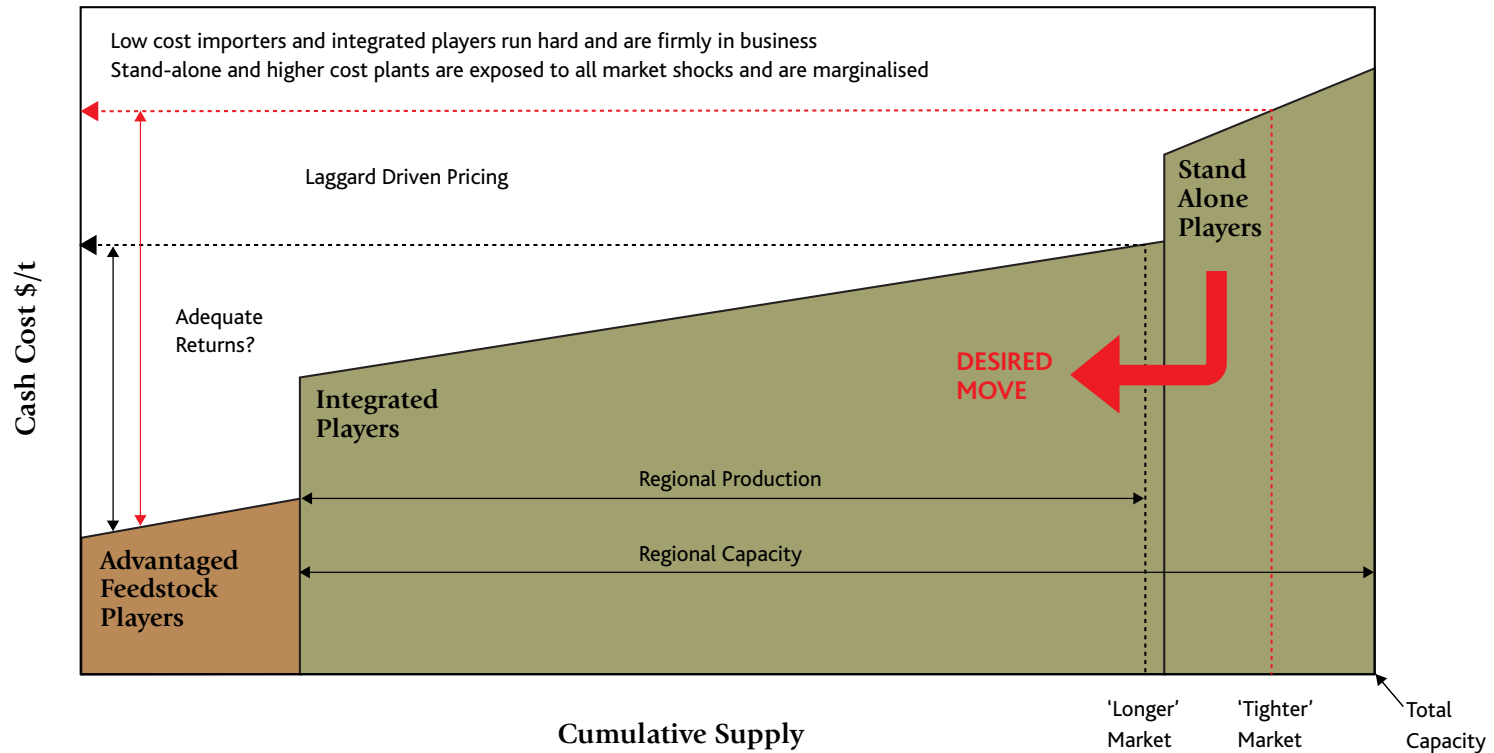 Low cost importers and integrated players run hard and are firmly in business
Stand-alone and higher cost plants are exposed to all market shocks and are marginalised
Laggard Driven Pricing
Stand
Alone
Players
Cash Cost $/t
Adequate
Returns?
DESIRED
MOVE
Integrated
Players
Regional Production
Regional Capacity
Advantaged
Feedstock
Players
Cumulative Supply
‘Longer’
Market
‘Tighter’
Market
Total
Capacity